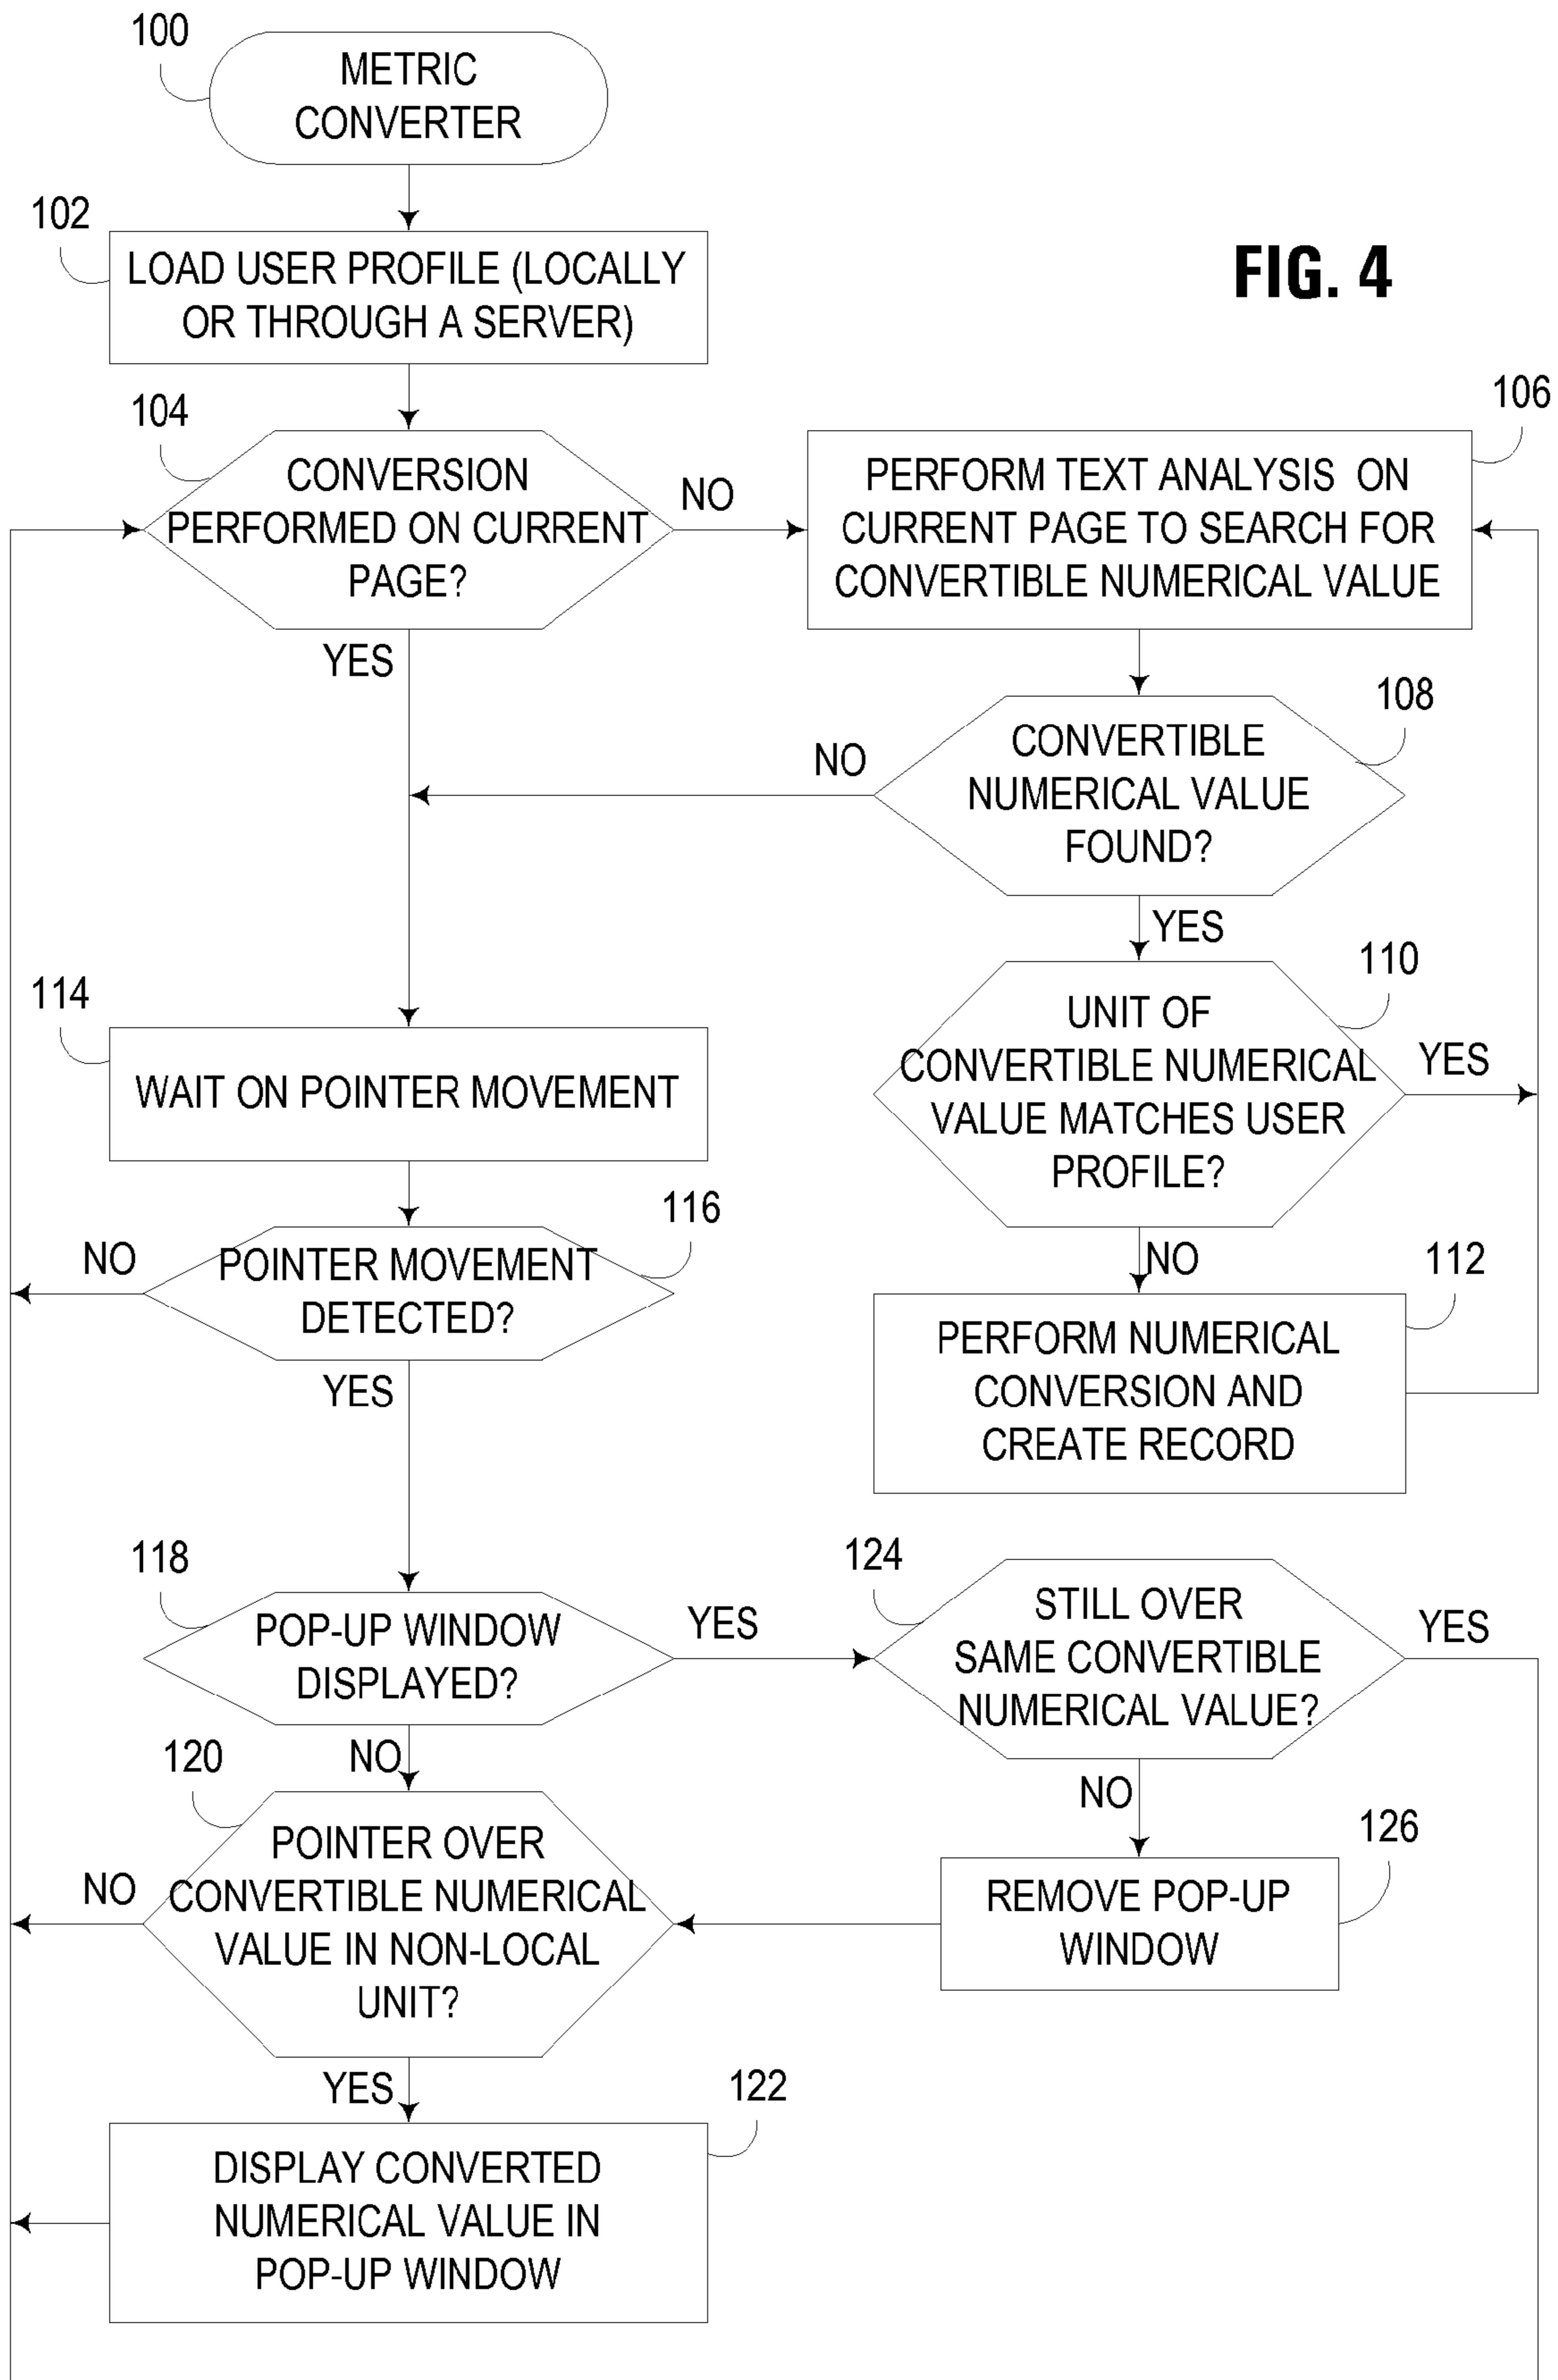 100
METRIC
CONVERTER
102
LOAD USER PROFILE (LOCALLY
OR THROUGH A SERVER)
FIG. 4
104
CONVERSION
PERFORMED ON CURRENT
PAGE?
NO
YES
106
PERFORM TEXT ANALYSIS ON
CURRENT PAGE TO SEARCH FOR
CONVERTIBLE NUMERICAL VALUE
108
CONVERTIBLE
NUMERICAL VALUE
FOUND?
NO
YES
110
UNIT OF
CONVERTIBLE NUMERICAL
VALUE MATCHES USER
PROFILE?
YES
NO
112
PERFORM NUMERICAL
CONVERSION AND
CREATE RECORD
114
WAIT ON POINTER MOVEMENT
116
POINTER MOVEMENT
DETECTED?
NO
YES
118
POP-UP WINDOW
DISPLAYED?
YES
NO
124
STILL OVER
SAME CONVERTIBLE
NUMERICAL VALUE?
YES
NO
120
POINTER OVER
CONVERTIBLE NUMERICAL
VALUE IN NON-LOCAL
UNIT?
NO
YES
126
REMOVE POP-UP
WINDOW
122
DISPLAY CONVERTED
NUMERICAL VALUE IN
POP-UP WINDOW